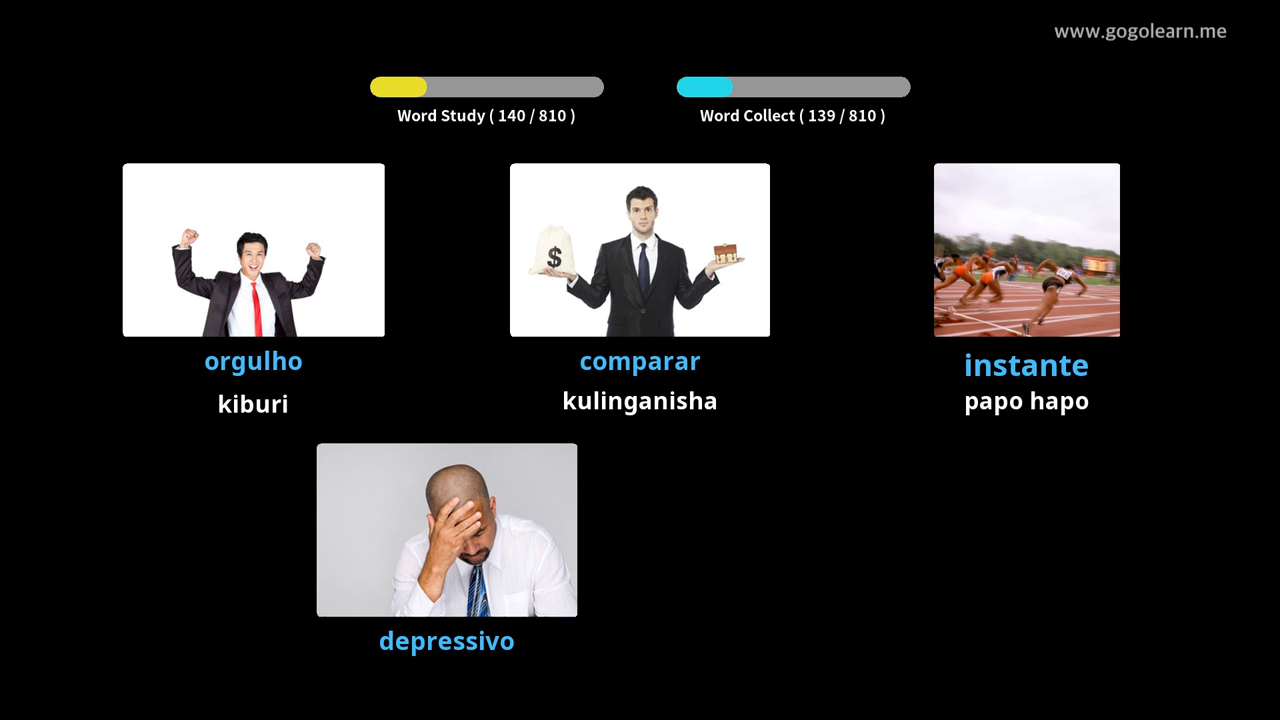 www.gogolearn.me
Word Study ( 140 / 810 )
Word Collect ( 139 / 810 )
$
orgulho
kiburi
comparar
kulinganisha
instante
papo hapo
depressivo